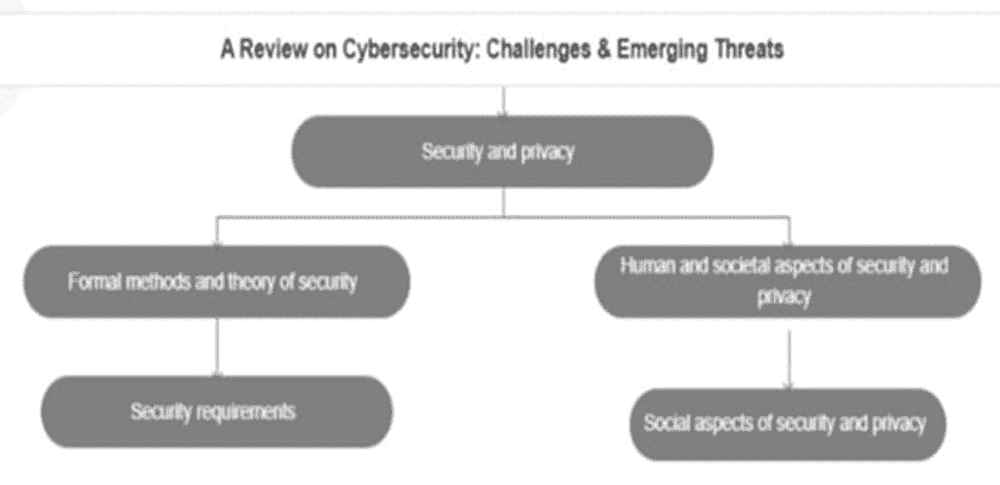 A Review on Cybersecurity: Challenges & Emerging Threats
Security and privacy
Formal methods and theory of security
Human and societal aspects of security and
privacy
Security requirements
Social aspects of security and privacy